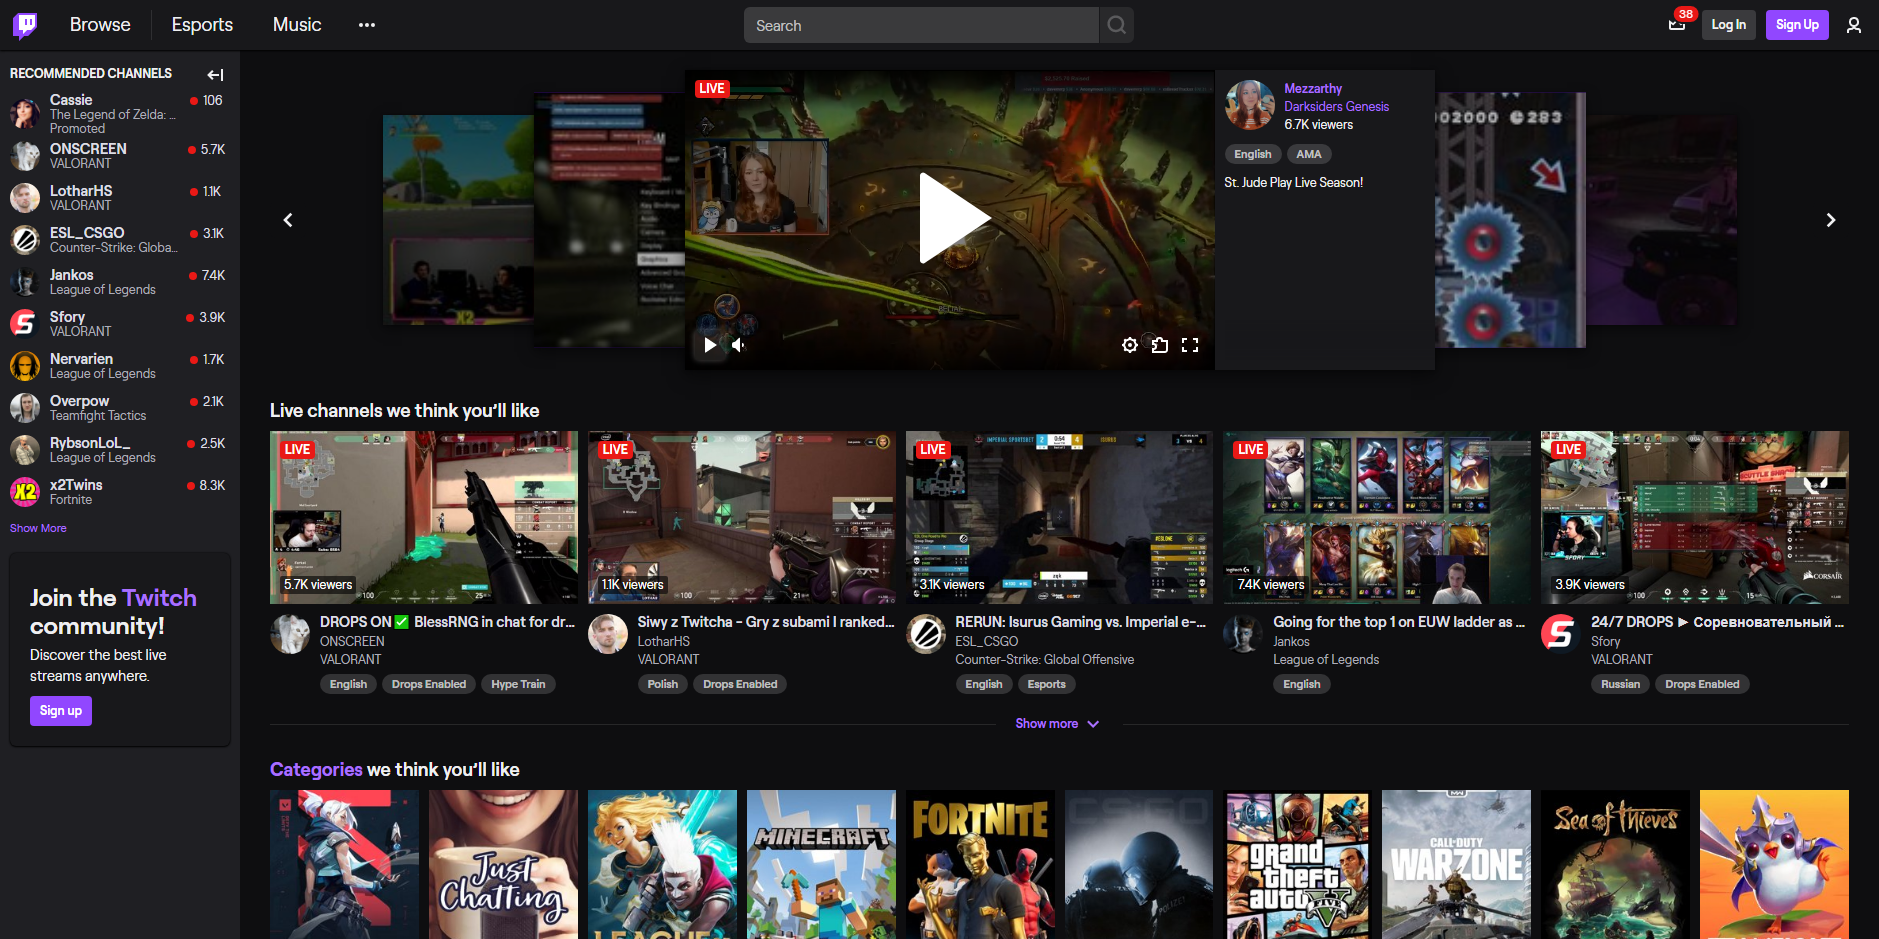 Browse
Esports
Music
Search
38
Log In
Sign Up
RECOMMENDED CHANNELS
Cassie
106
The Legend of Zelda: ...
Promoted
ONSCREEN
5.7K
VALORANT
LotharHS
1.1K
VALORANT
ESL_CSGO
3.1K
Counter-Strike: Globa...
Jankos
7.4K
League of Legends
Sfory
3.9K
VALORANT
Nervarien
1.7K
League of Legends
Overpow
2.1K
Teamfight Tactics
RybsonLoL_
2.5K
League of Legends
x2Twins
8.3K
Fortnite
Show More
Join the Twitch
community!
Discover the best live
streams anywhere.
Sign up
LIVE
Mezzarthy
Darksiders Genesis
6.7K viewers
English
AMA
St. Jude Play Live Season!
002000
283
Live channels we think you'll like
LIVE
5.7K viewers
DROPS ON✅ BlessRNG in chat for dr...
ONSCREEN
VALORANT
English
Drops Enabled
Hype Train
LIVE
1.1K viewers
Siwy z Twitcha - Gry z subami I ranked...
LotharHS
VALORANT
Polish
Drops Enabled
LIVE
3.1K viewers
RERUN: Isurus Gaming vs. Imperial e-...
ESL_CSGO
Counter-Strike: Global Offensive
English
Esports
LIVE
7.4K viewers
Going for the top 1 on EUW ladder as ...
Jankos
League of Legends
English
LIVE
3.9K viewers
CORSAIR
24/7 DROPS ► Соревновательный ...
Sfory
VALORANT
Russian
Drops Enabled
Show more
Categories we think you'll like
Just
Chatting
LEAGUE
MINECRAFT
FORTNITE
CS:GO
POLIZEI
grand
theft
auto
V
CALL OF DUTY
WARZONE
Sea of Thieves